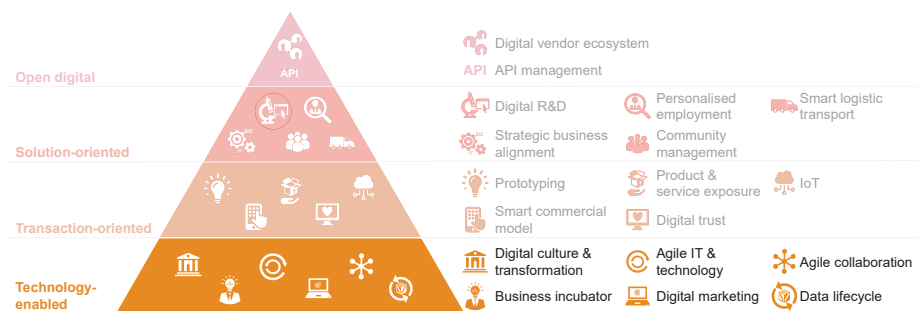 Digital vendor ecosystem
API
API API management
Open digital
Digital R&D
Personalised
employment
Smart logistic
transport
Strategic business
alignment
Community
management
Solution-oriented
Prototyping
Product &
service exposure
IoT
Smart commercial
model
Digital trust
Transaction-oriented
Digital culture &
transformation
Agile IT &
technology
Agile collaboration
Technology-
enabled
Business incubator
Digital marketing
Data lifecycle